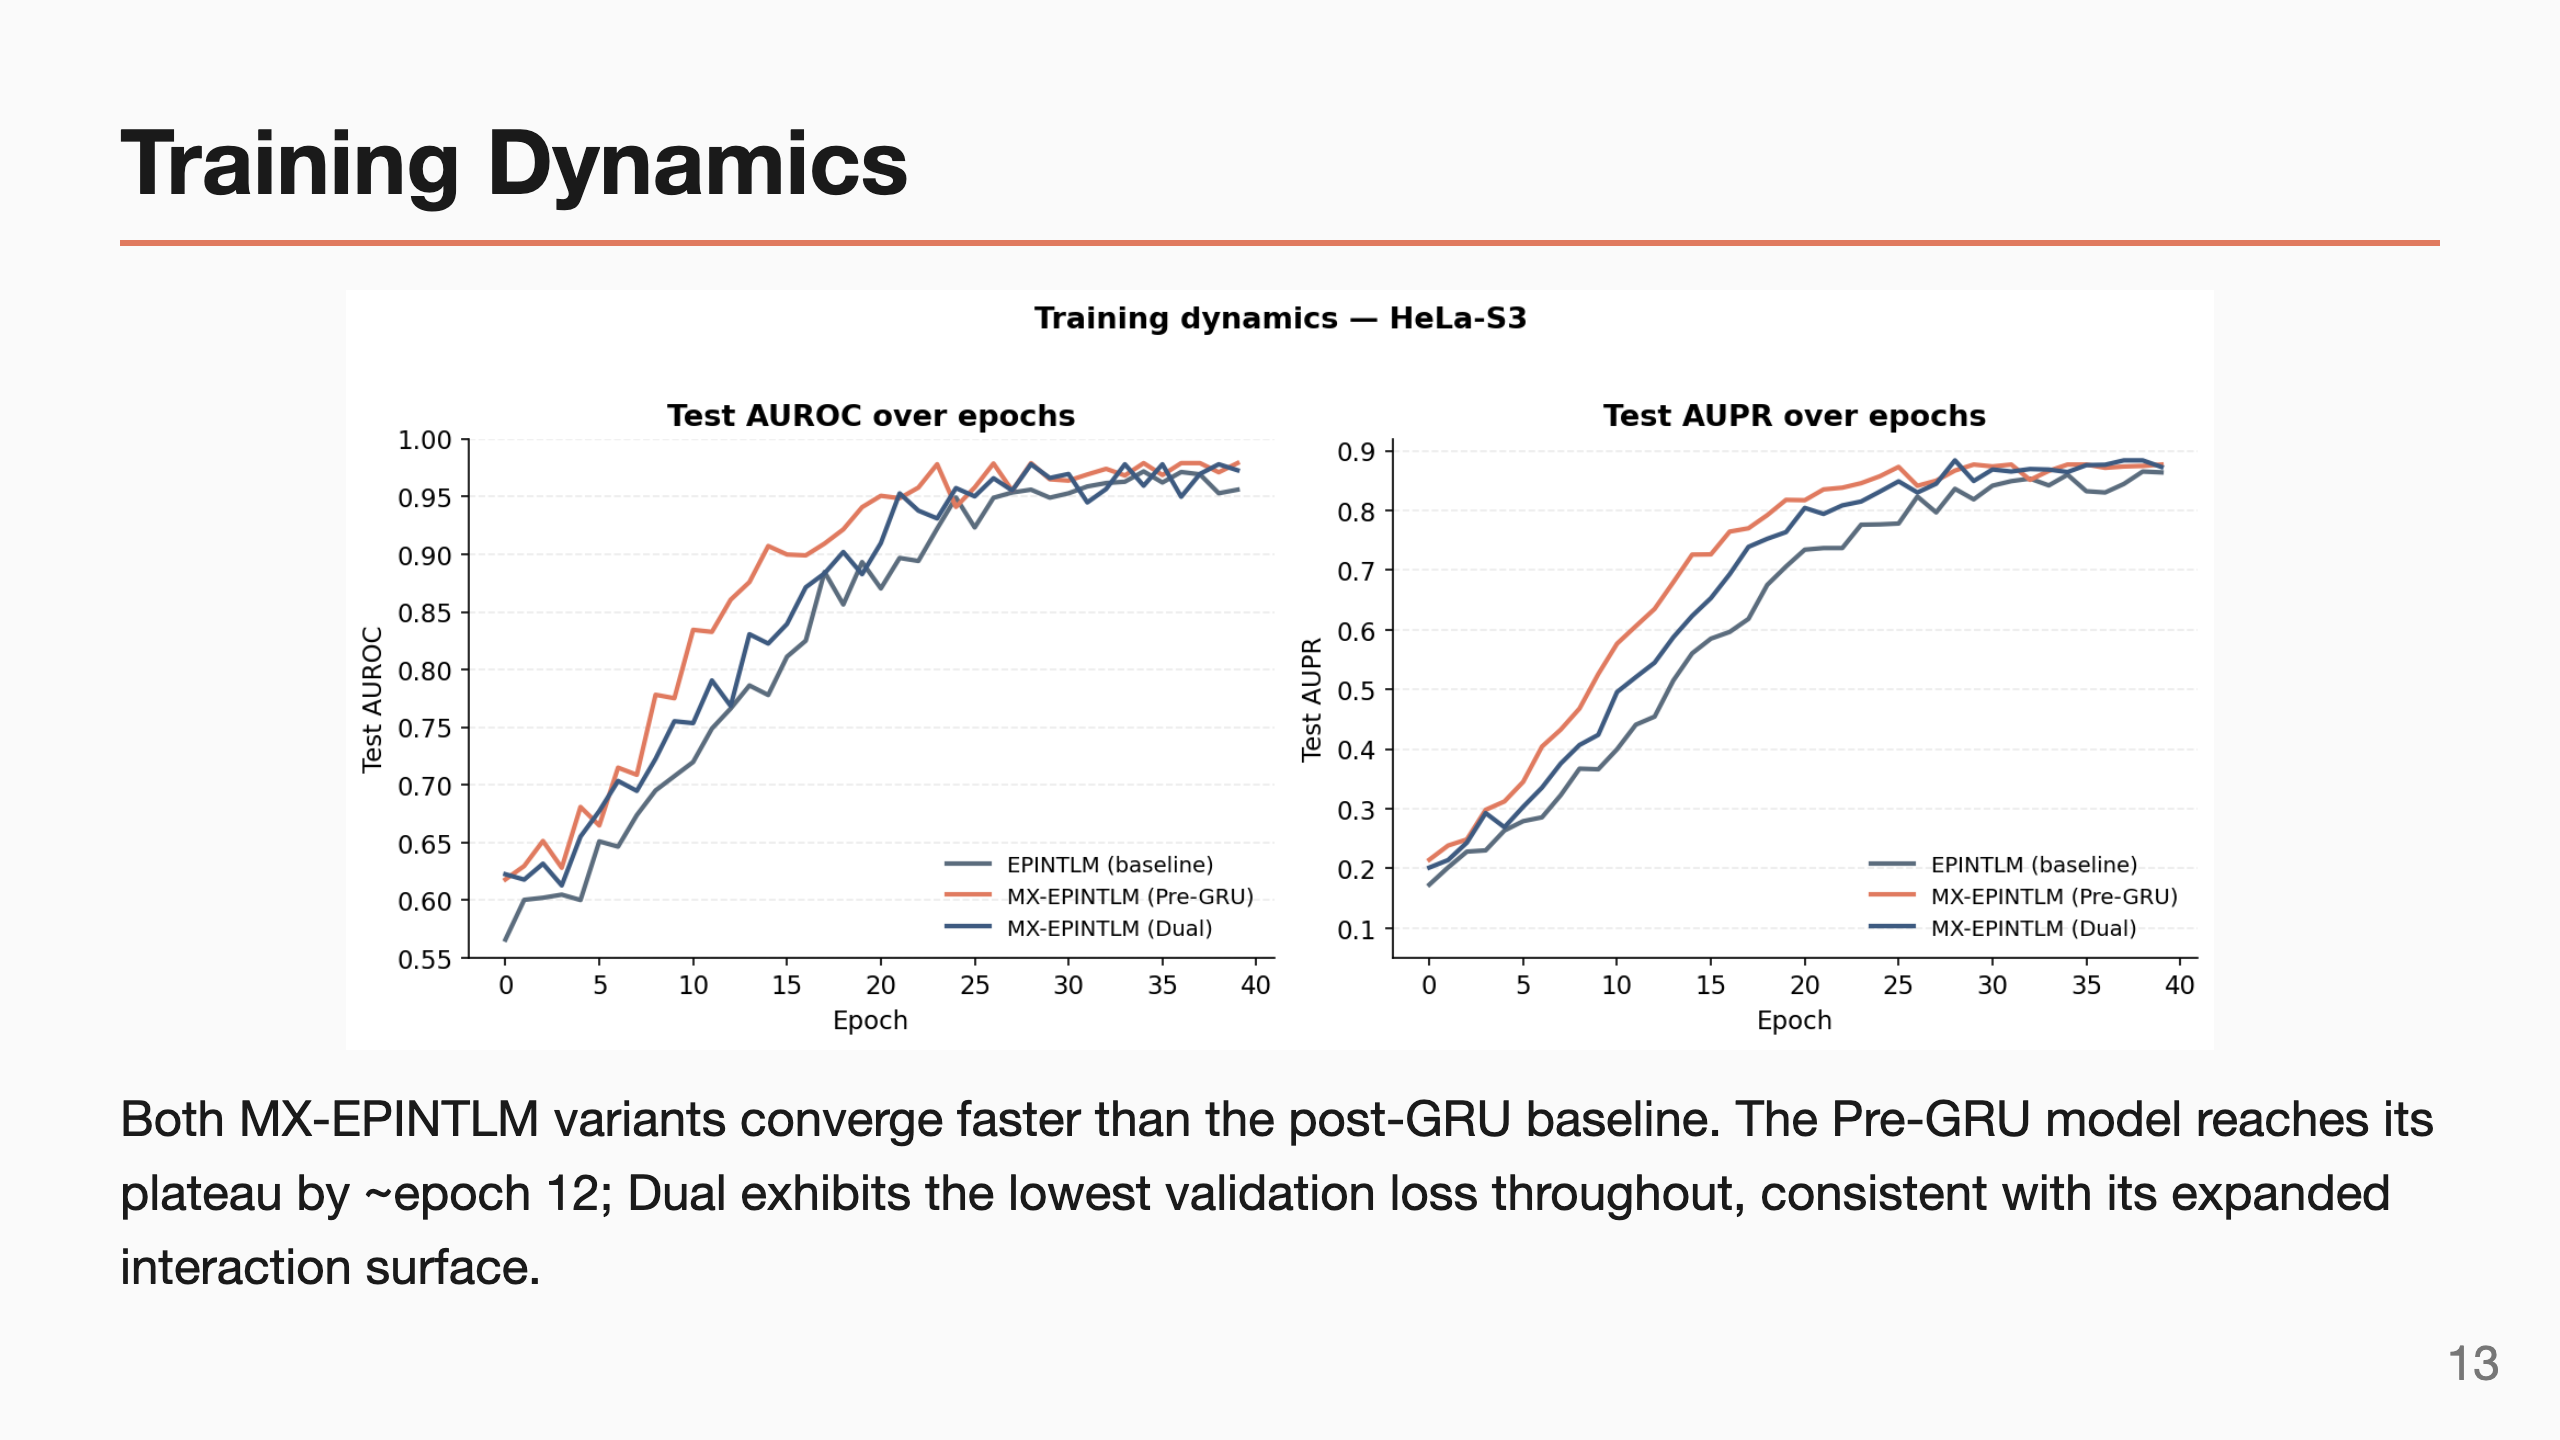 Training Dynamics
Training dynamics — HeLa-S3
Test AUROC over epochs
1.00
0.95
0.90
0.85
0.80
0.75
0.70
0.65
0.60
0.55
Test AUROC
0 5 10 15 20 25 30 35 40
Epoch
EPINTLM (baseline)
MX-EPINTLM (Pre-GRU)
MX-EPINTLM (Dual)
Test AUPR over epochs
0.9
0.8
0.7
0.6
0.5
0.4
0.3
0.2
0.1
Test AUPR
0 5 10 15 20 25 30 35 40
Epoch
EPINTLM (baseline)
MX-EPINTLM (Pre-GRU)
MX-EPINTLM (Dual)
Both MX-EPINTLM variants converge faster than the post-GRU baseline. The Pre-GRU model reaches its
plateau by ~epoch 12; Dual exhibits the lowest validation loss throughout, consistent with its expanded
interaction surface.
13